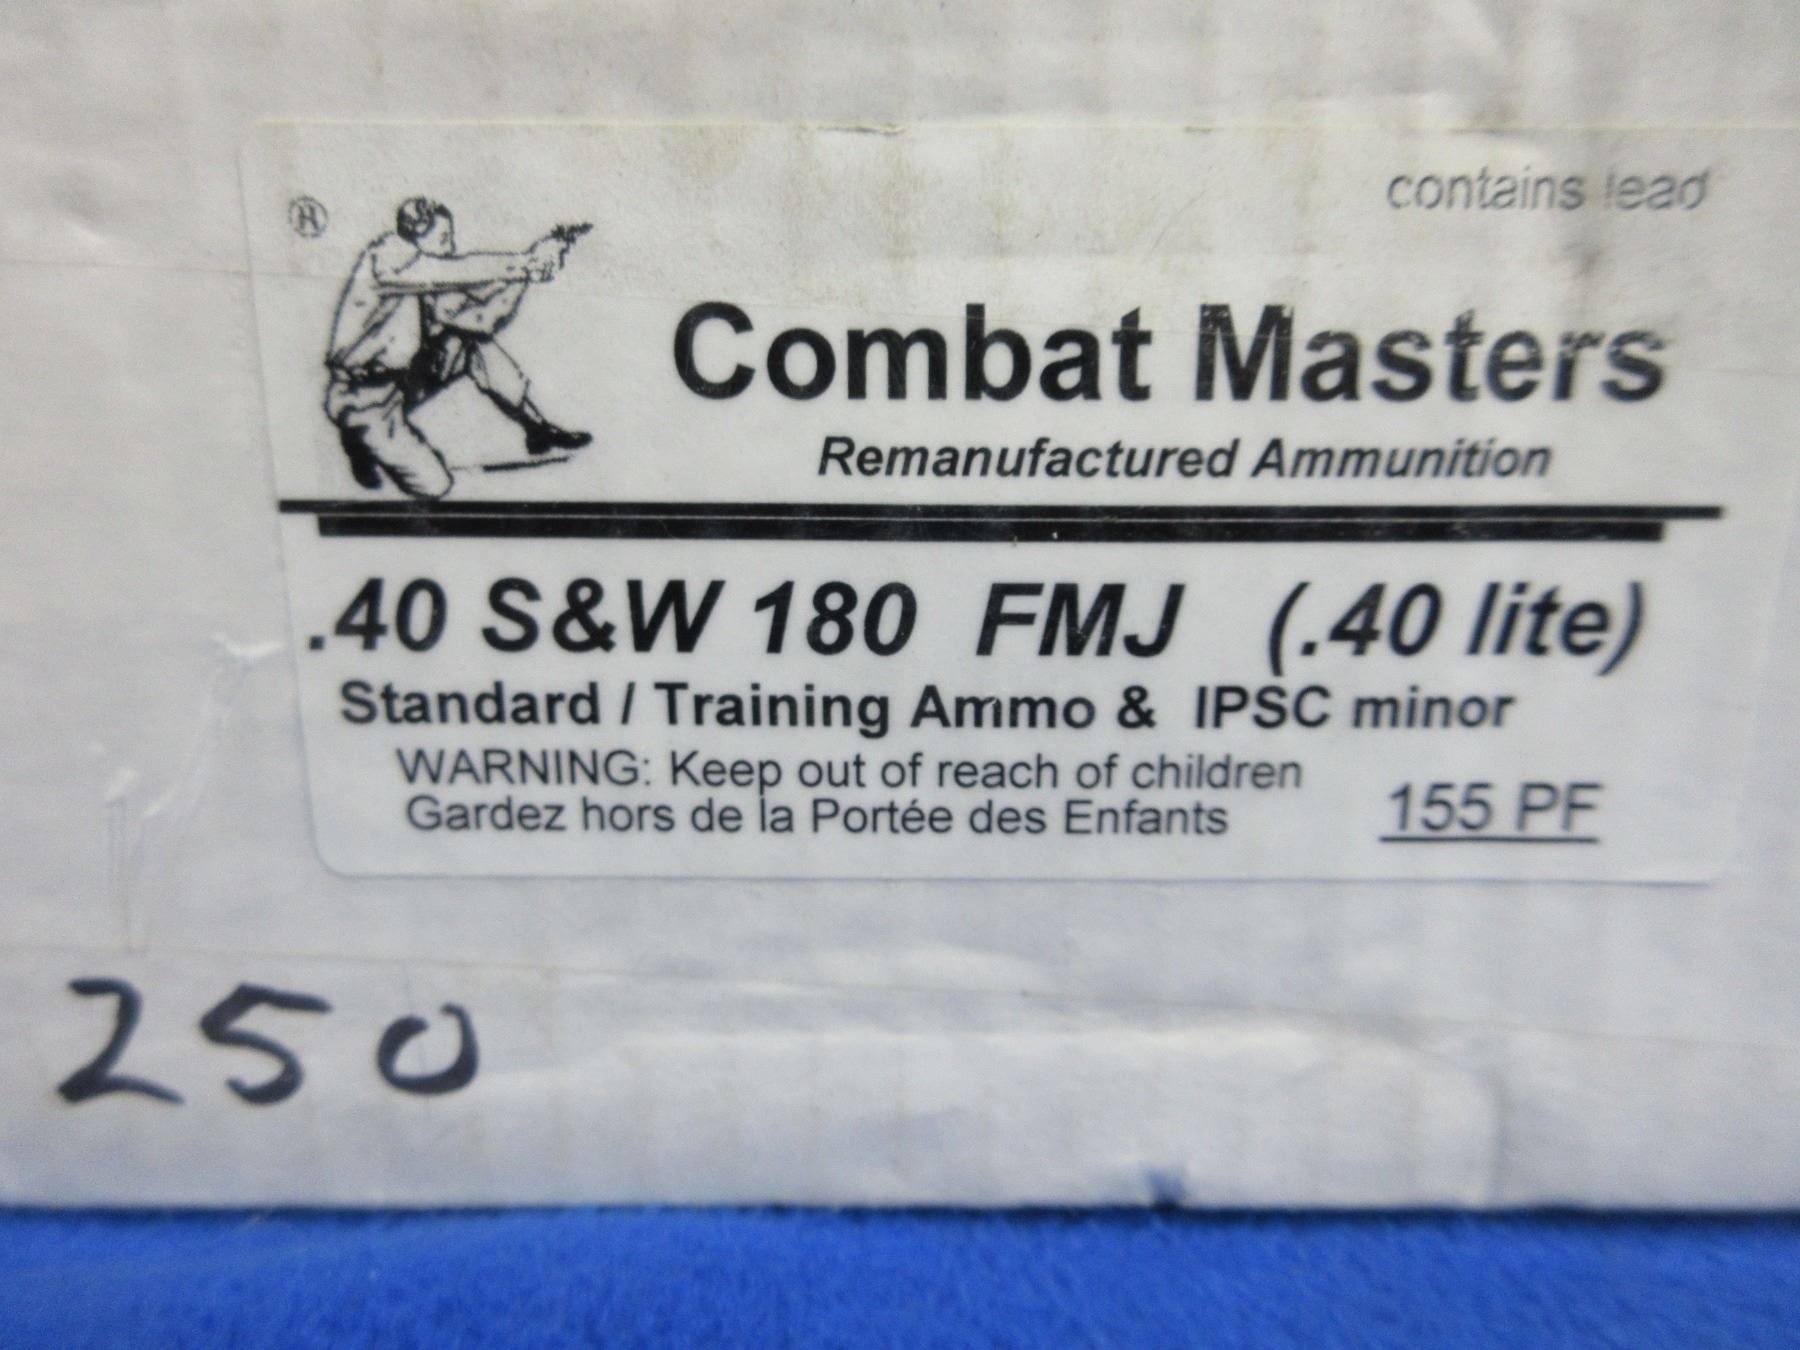 contains lead
Combat Masters
Remanufactured Ammunition
.40 S&W 180 FMJ (.40 lite)
Standard / Training Ammo & IPSC minor
WARNING: Keep out of reach of children
Gardez hors de la Portée des Enfants
155 PF
250